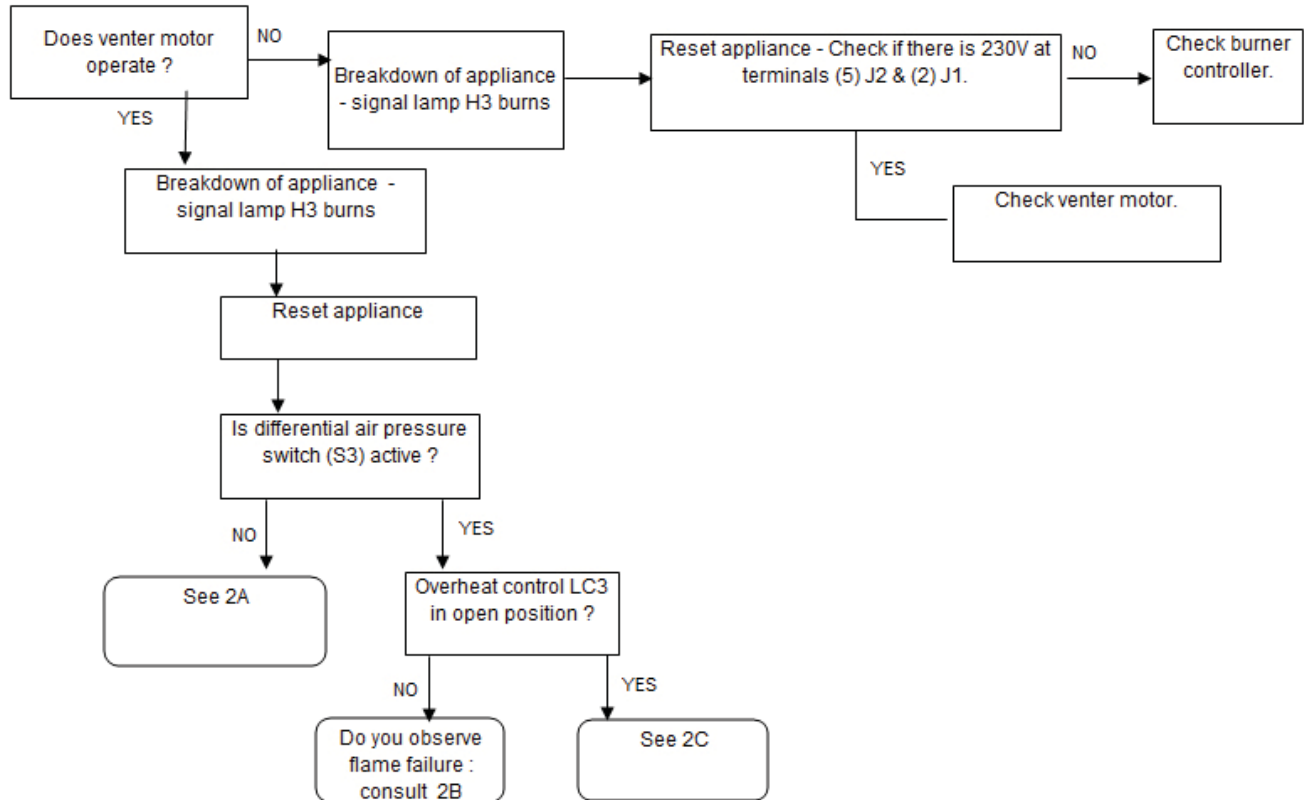 Does venter motor
operate ?
NO
Breakdown of appliance
- signal lamp H3 burns
Reset appliance - Check if there is 230V at
terminals (5) J2 & (2) J1.
NO
Check burner
controller.
YES
Check venter motor.
YES
Breakdown of appliance -
signal lamp H3 burns
Reset appliance
Is differential air pressure
switch (S3) active ?
NO
YES
See 2A
Overheat control LC3
in open position ?
NO
YES
Do you observe
flame failure :
consult 2B
See 2C